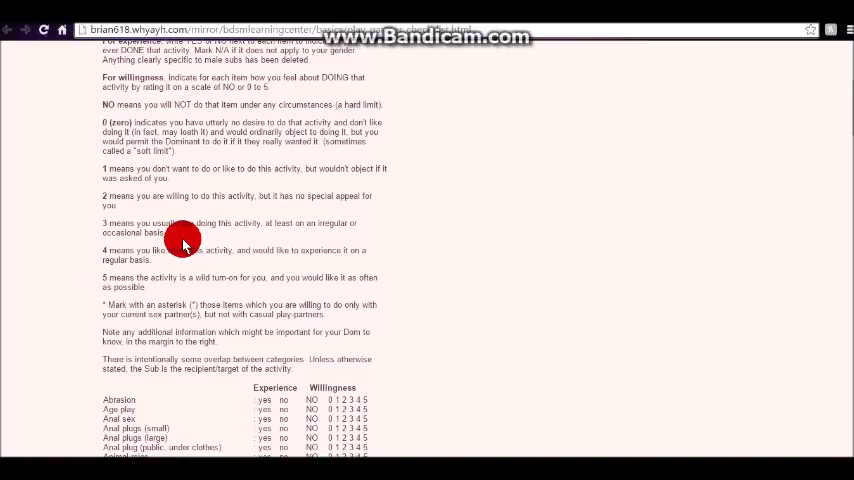 brian618.whyayh.com/mirror/bdsmlearningcenter/basics/
www.Bandicam.com
ever DONE that activity. Mark N/A if it does not apply to your gender
Anything clearly specific to male subs has been deleted.
For willingness, indicate for each item how you feel about DOING that
activity by rating it on a scale of NO or 0 to 5.
NO means you will NOT do that item under any circumstances (a hard limit).
0 (zero) indicates you have utterly no desire to do that activity and don't like
doing it (in fact, may loath it) and would ordinarily object to doing it, but you
would permit the Dominant to do it if they really wanted it. (sometimes
called a "soft limit").
1 means you don't want to do or like to do this activity, but wouldn't object if it
was asked of you.
2 means you are willing to do this activity, but it has no special appeal for
you
3 means you usually doing this activity, at least on an irregular or
occasional basis
4 means you like activity, and would like to experience it on a
regular basis.
5 means the activity is a wild turn-on for you, and you would like it as often
as possible.
* Mark with an asterisk (*) those items which you are willing to do only with
your current sex partner(s), but not with casual play-partners.
Note any additional information which might be important for your Dom to
know, in the margin to the right.
There is intentionally some overlap between categories. Unless otherwise
stated, the Sub is the recipient/target of the activity.
Experience Willingness
Abrasion : yes no NO 0 1 2 3 4 5
Age play : yes no NO 0 1 2 3 4 5
Anal sex : yes no NO 0 1 2 3 4 5
Anal plugs (small) : yes no NO 0 1 2 3 4 5
Anal plugs (large) : yes no NO 0 1 2 3 4 5
Anal plug (public, under clothes) : yes no NO 0 1 2 3 4 5